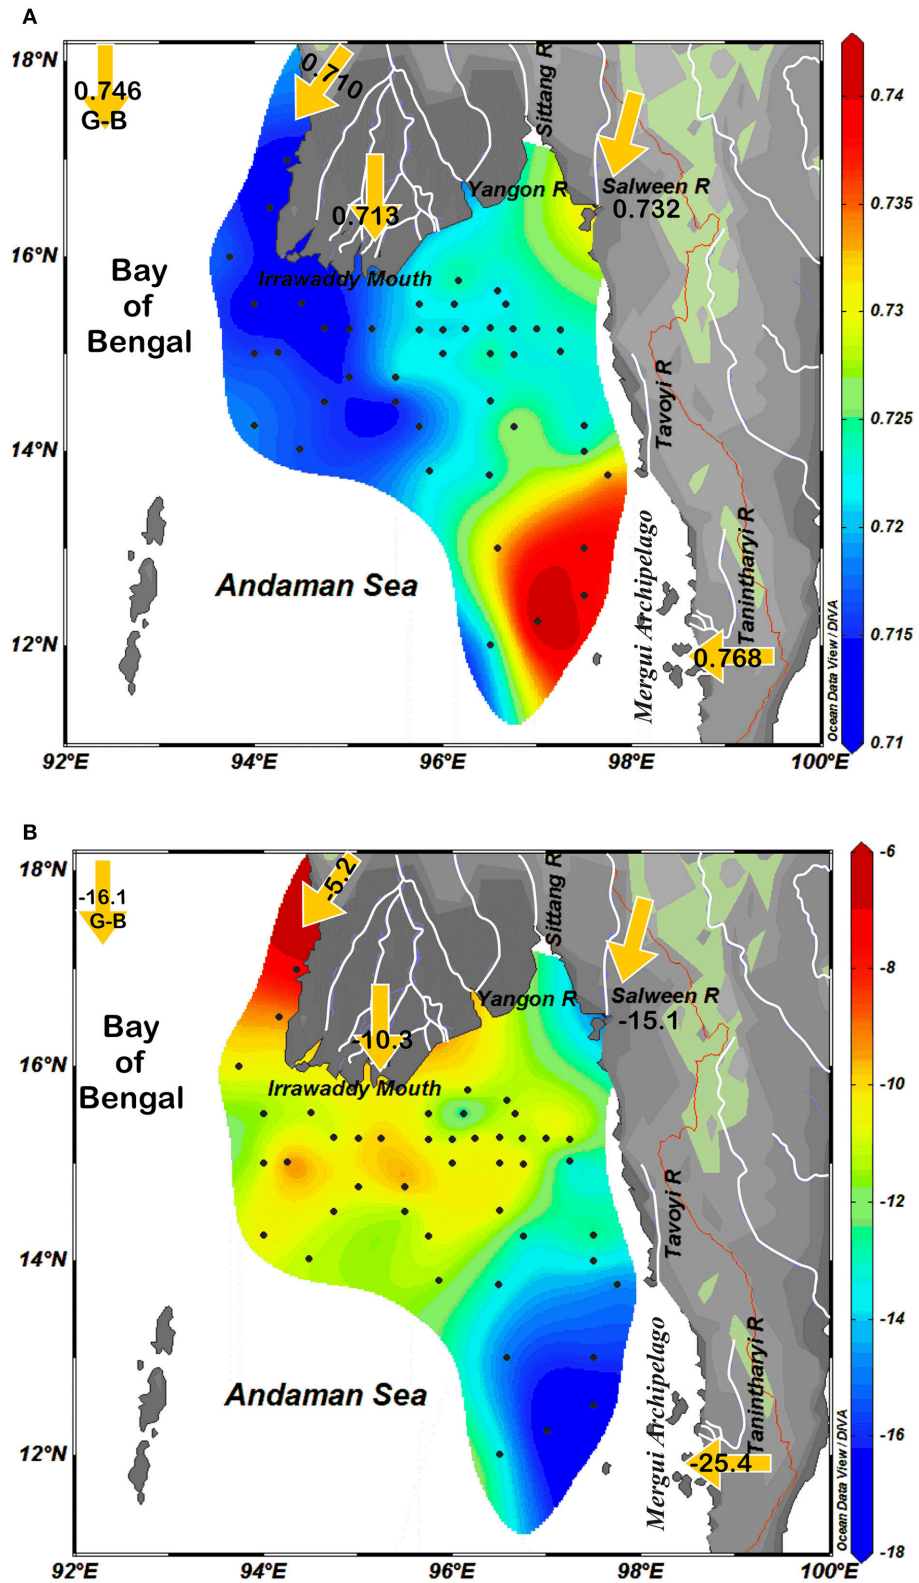 A
18°N
0.746
G-B
0.710
Sittang R
0.74
Yangon R
Salween R
0.732
0.735
0.713
16°N
Bay
of
Bengal
Irrawaddy Mouth
0.73
Tavoyi R
0.725
14°N
0.72
Mergui Archipelago
Tanintharyi R
Andaman Sea
12°N
0.768
0.715
Ocean Data View / DIVA
0.71
92°E
94°E
96°E
98°E
100°E
B
18°N
-16.1
G-B
-5.2
Sittang R
-6
-8
Yangon R
Salween R
-15.1
-10.3
16°N
Bay
of
Bengal
Irrawaddy Mouth
-10
Tavoyi R
-12
14°N
-14
Mergui Archipelago
Tanintharyi R
Andaman Sea
12°N
-25.4
-16
Ocean Data View / DIVA
-18
92°E
94°E
96°E
98°E
100°E